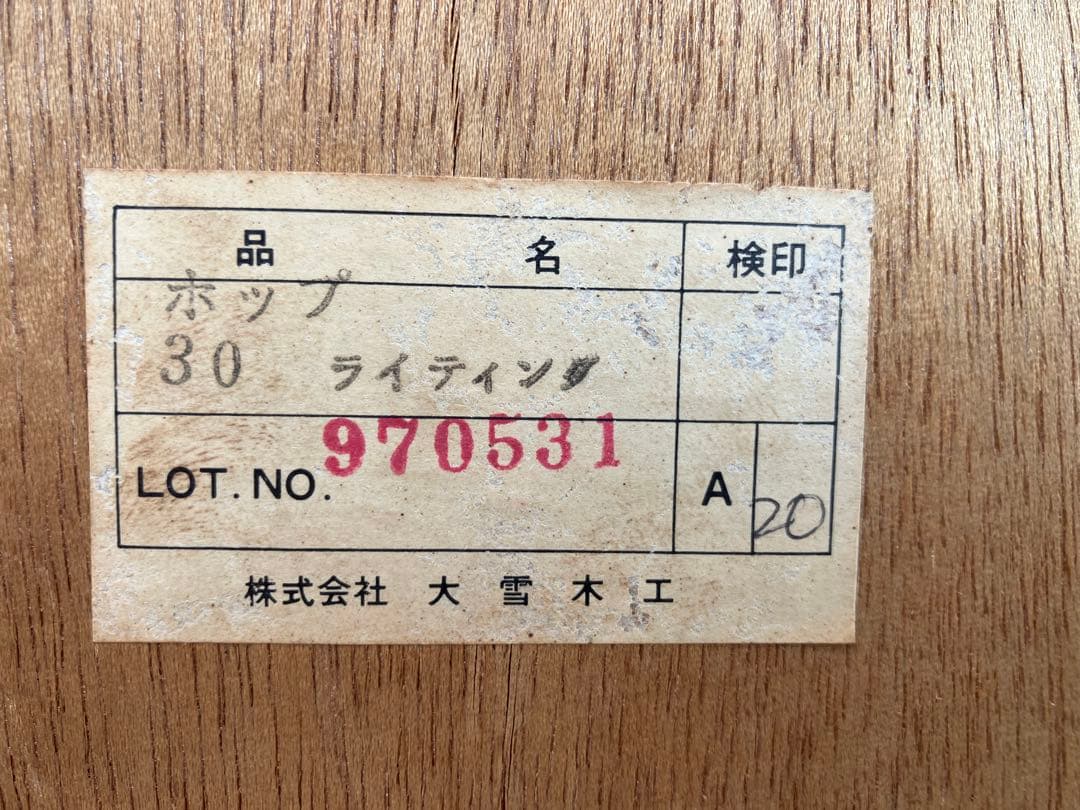 品名 検印
ホップ
30 ライティング
LOT.NO. 970531 A 20
株式会社 大雪木工